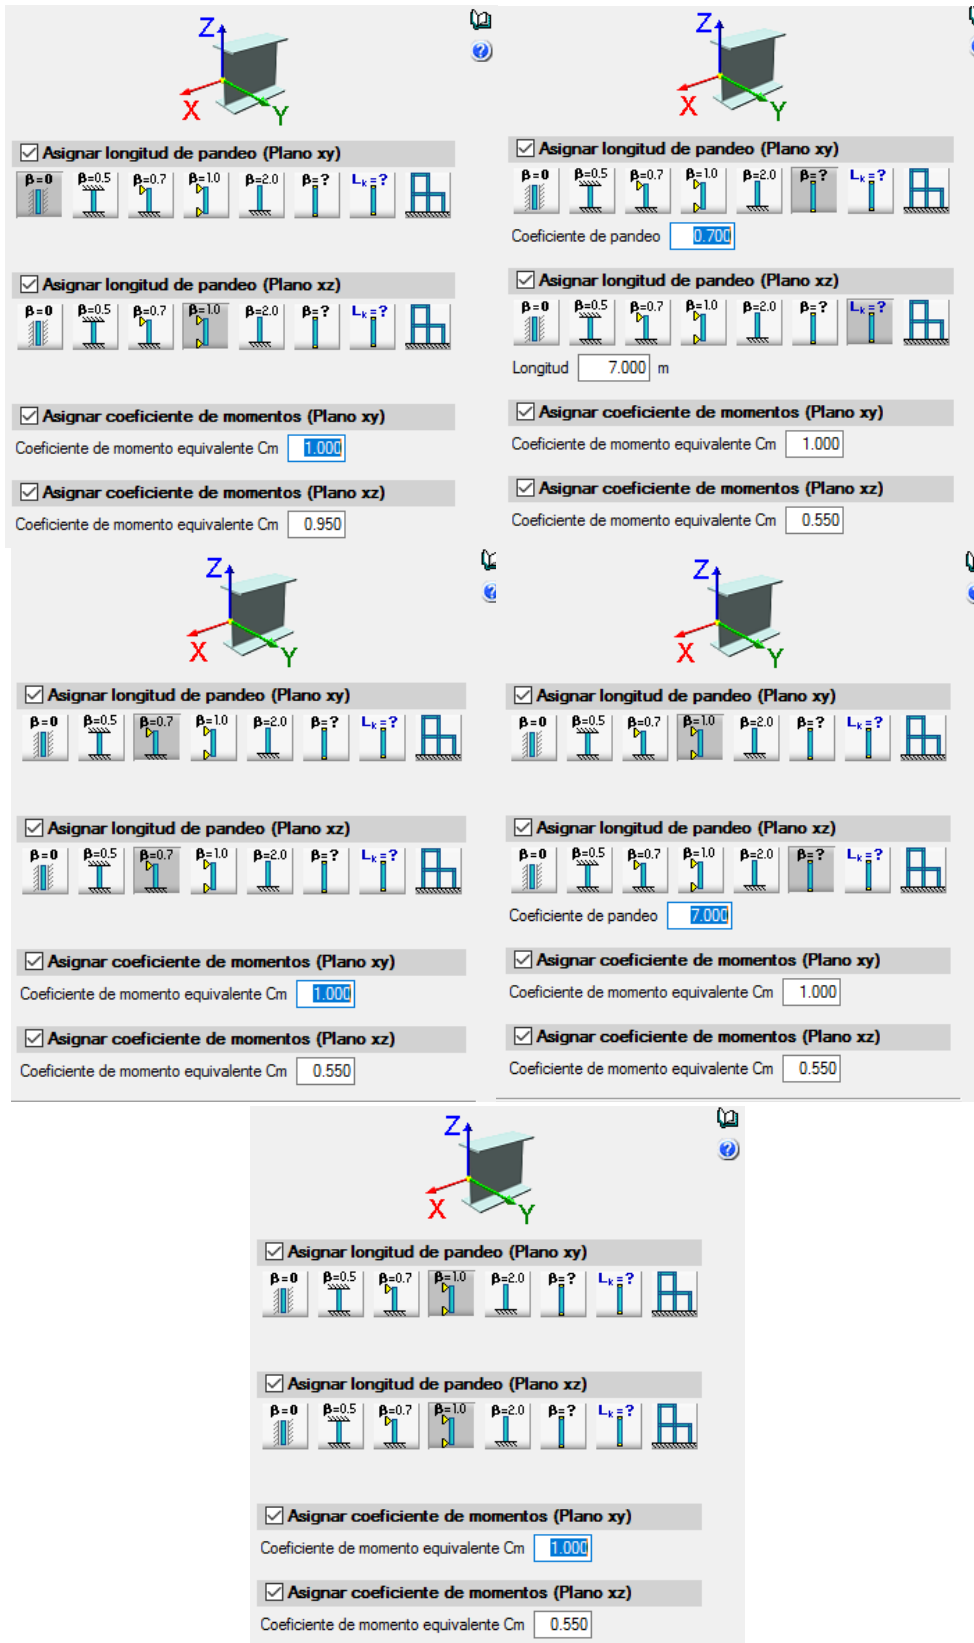 Z
X
Y
Asignar longitud de pandeo (Plano xy)
β=0 β=0.5 β=0.7 β=1.0 β=2.0 β=? Lk=?
Asignar longitud de pandeo (Plano xz)
β=0 β=0.5 β=0.7 β=1.0 β=2.0 β=? Lk=?
Asignar coeficiente de momentos (Plano xy)
Coeficiente de momento equivalente Cm 1.000
Asignar coeficiente de momentos (Plano xz)
Coeficiente de momento equivalente Cm 0.950
Z
X
Y
Asignar longitud de pandeo (Plano xy)
β=0 β=0.5 β=0.7 β=1.0 β=2.0 β=? Lk=?
Coeficiente de pandeo 0.700
Asignar longitud de pandeo (Plano xz)
β=0 β=0.5 β=0.7 β=1.0 β=2.0 β=? Lk=?
Longitud 7.000 m
Asignar coeficiente de momentos (Plano xy)
Coeficiente de momento equivalente Cm 1.000
Asignar coeficiente de momentos (Plano xz)
Coeficiente de momento equivalente Cm 0.550
Z
X
Y
Asignar longitud de pandeo (Plano xy)
β=0 β=0.5 β=0.7 β=1.0 β=2.0 β=? Lk=?
Asignar longitud de pandeo (Plano xz)
β=0 β=0.5 β=0.7 β=1.0 β=2.0 β=? Lk=?
Asignar coeficiente de momentos (Plano xy)
Coeficiente de momento equivalente Cm 1.000
Asignar coeficiente de momentos (Plano xz)
Coeficiente de momento equivalente Cm 0.550
Z
X
Y
Asignar longitud de pandeo (Plano xy)
β=0 β=0.5 β=0.7 β=1.0 β=2.0 β=? Lk=?
Asignar longitud de pandeo (Plano xz)
β=0 β=0.5 β=0.7 β=1.0 β=2.0 β=? Lk=?
Coeficiente de pandeo 7.000
Asignar coeficiente de momentos (Plano xy)
Coeficiente de momento equivalente Cm 1.000
Asignar coeficiente de momentos (Plano xz)
Coeficiente de momento equivalente Cm 0.550
Z
X
Y
Asignar longitud de pandeo (Plano xy)
β=0 β=0.5 β=0.7 β=1.0 β=2.0 β=? Lk=?
Asignar longitud de pandeo (Plano xz)
β=0 β=0.5 β=0.7 β=1.0 β=2.0 β=? Lk=?
Asignar coeficiente de momentos (Plano xy)
Coeficiente de momento equivalente Cm 1.000
Asignar coeficiente de momentos (Plano xz)
Coeficiente de momento equivalente Cm 0.550